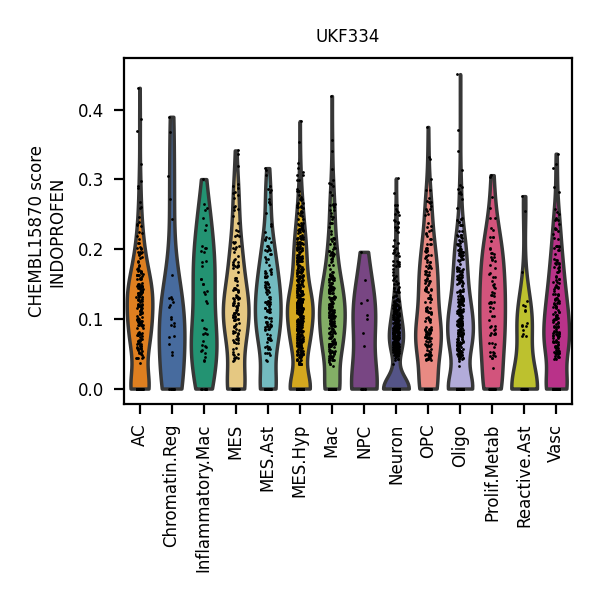 UKF334
CHEMBL15870 score
INDOPROFEN
0.4
0.3
0.2
0.1
0.0
AC
Chromatin.Reg
Inflammatory.Mac
MES
MES.Ast
MES.Hyp
Mac
NPC
Neuron
OPC
Oligo
Prolif.Metab
Reactive.Ast
Vasc